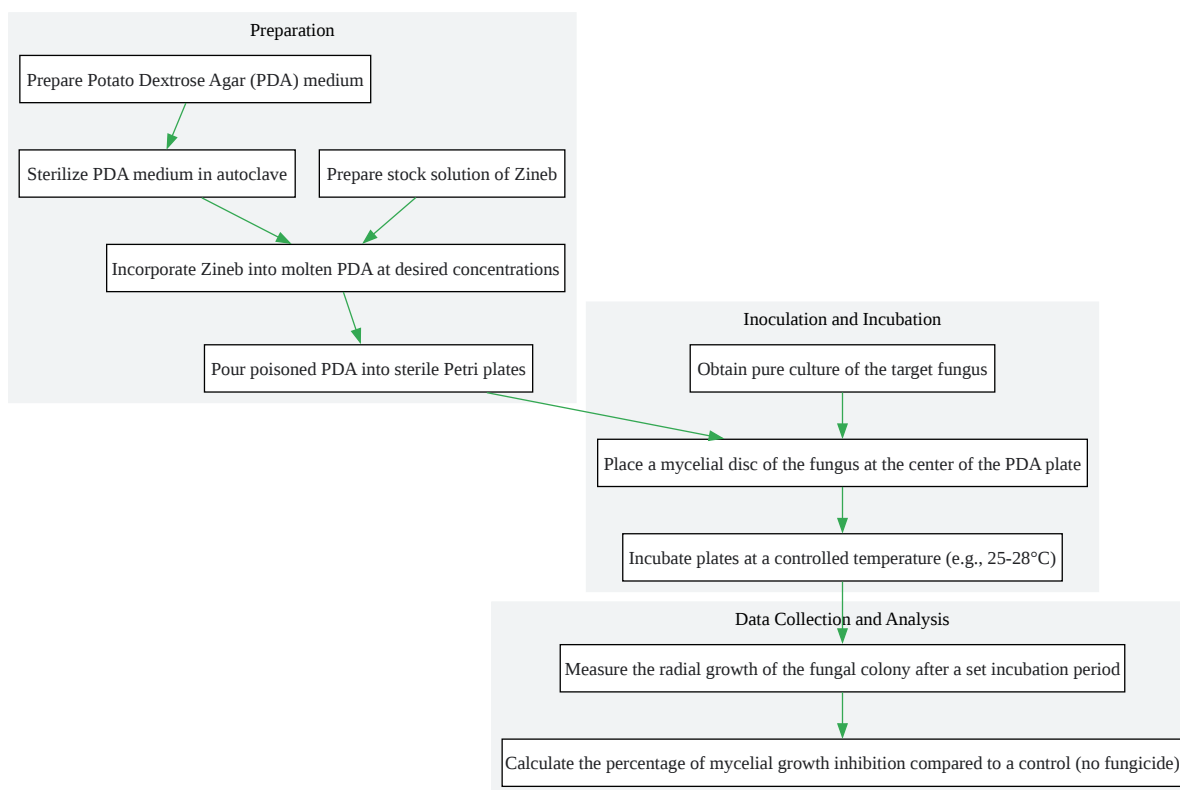 Preparation
Prepare Potato Dextrose Agar (PDA) medium
Sterilize PDA medium in autoclave
Prepare stock solution of Zineb
Incorporate Zineb into molten PDA at desired concentrations
Pour poisoned PDA into sterile Petri plates
Inoculation and Incubation
Obtain pure culture of the target fungus
Place a mycelial disc of the fungus at the center of the PDA plate
Incubate plates at a controlled temperature (e.g., 25-28°C)
Data Collection and Analysis
Measure the radial growth of the fungal colony after a set incubation period
Calculate the percentage of mycelial growth inhibition compared to a control (no fungicide)